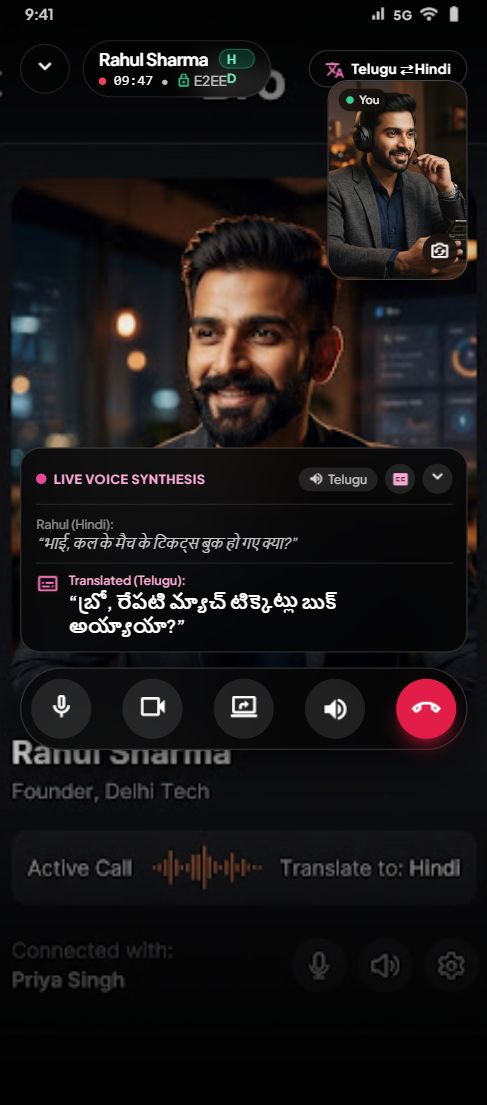 9:41
5G
Rahul Sharma
HD
09:47 • E2EE
Telugu ⇄ Hindi
You
LIVE VOICE SYNTHESIS
Telugu
CC
Rahul (Hindi):
“भाई, कल के मैच के टिकट्स बुक हो गए क्या?”
Translated (Telugu):
“బ్రో, రేపటి మ్యాచ్ టిక్కెట్లు బుక్
అయ్యాయా?”
Rahul Sharma
Founder, Delhi Tech
Active Call
Translate to: Hindi
Connected with:
Priya Singh